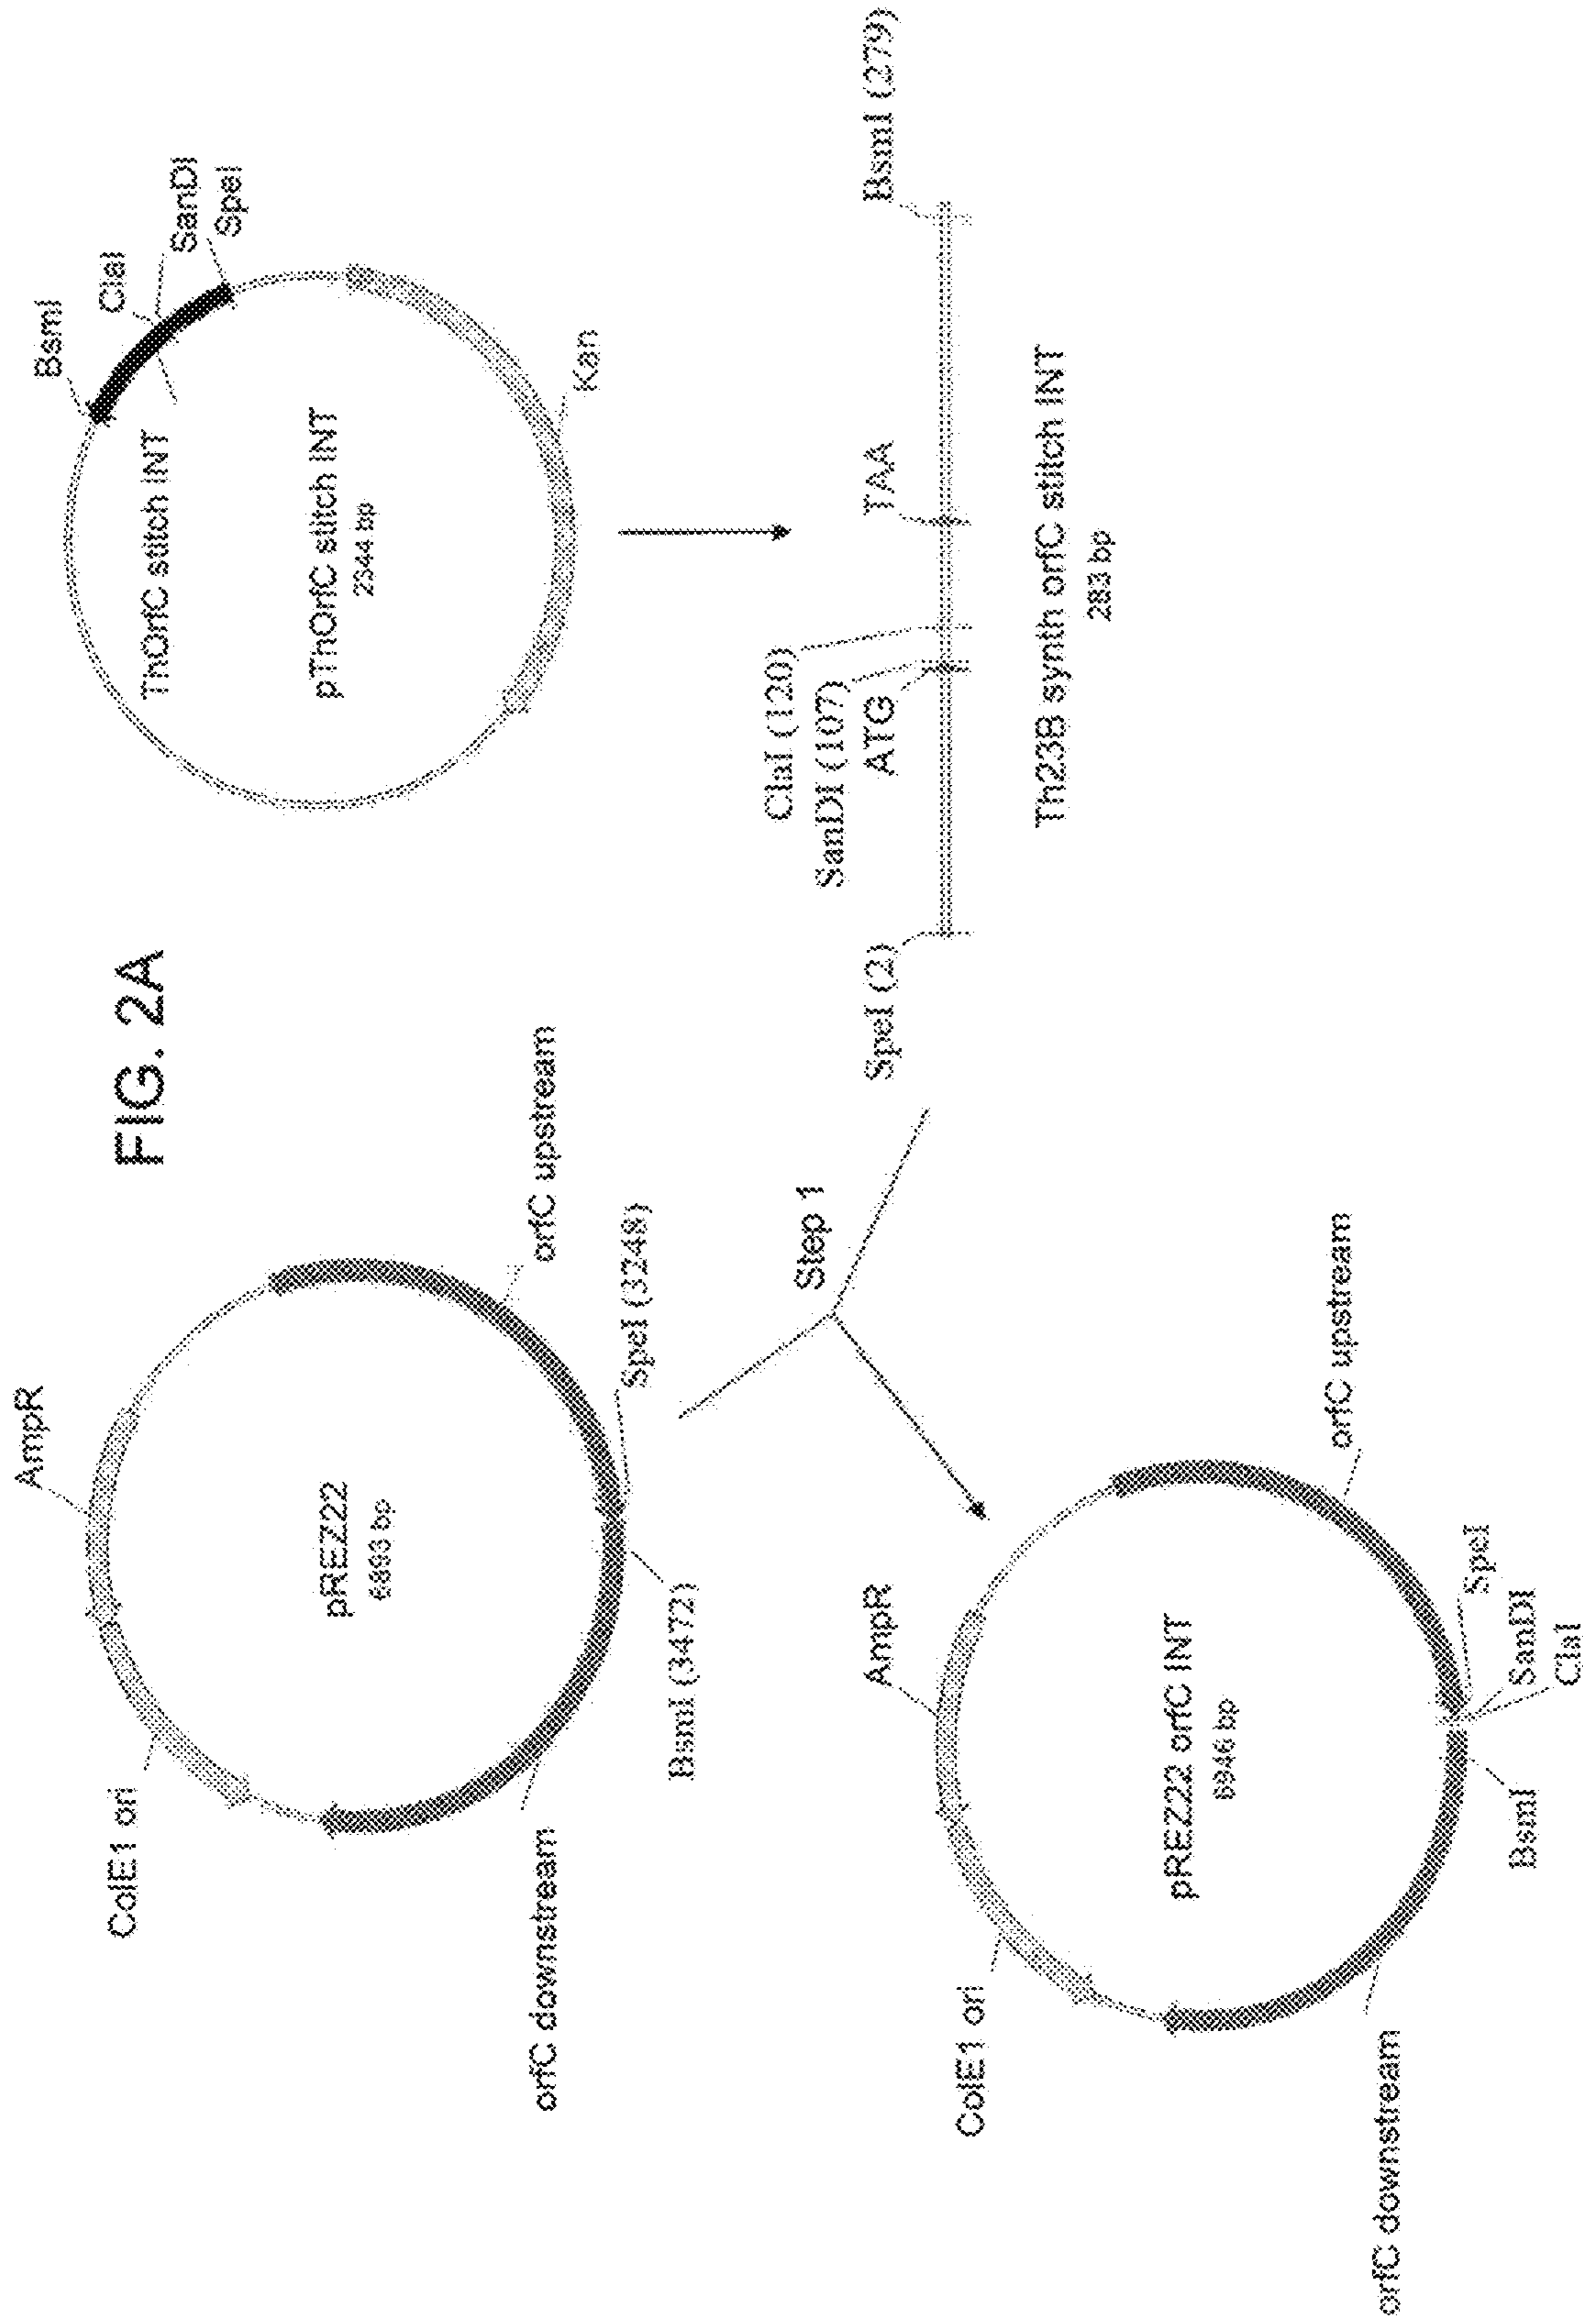 FIG. 2A
AmpR
ColE1 ori
pREZ22
6893 bp
orfC upstream
SpeI (3248)
BsmI (3472)
orfC downstream
BsmI
ClaI
SanDI
SpeI
ThOrfC stitch INT
pThOrfC stitch INT
2344 bp
Kan
Step 1
SpeI (2)
ClaI (120)
SanDI (107)
ATG
TAA
BsmI (279)
Th23B synth orfC stitch INT
283 bp
AmpR
ColE1 ori
pREZ22 orfC INT
6946 bp
orfC upstream
SpeI
SanDI
ClaI
BsmI
orfC downstream